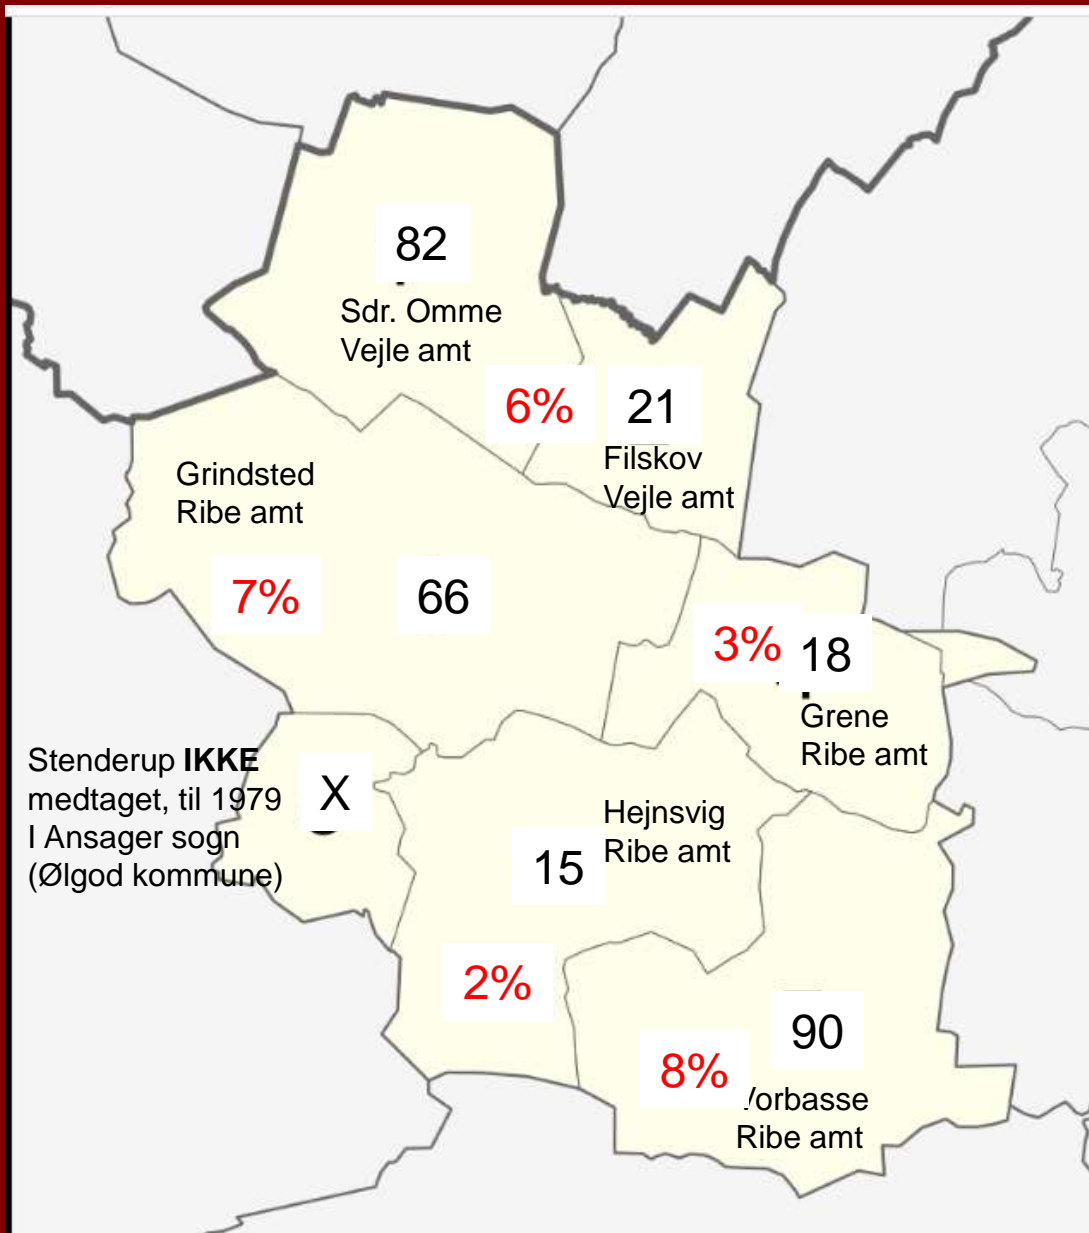 82
Sdr. Omme
Vejle amt
6%
21
Filskov
Vejle amt
Grindsted
Ribe amt
7%
66
3%
18
Grene
Ribe amt
Stenderup IKKE
medtaget, til 1979
I Ansager sogn
(Ølgod kommune)
X
Hejnsvig
Ribe amt
15
2%
90
8%
Vorbasse
Ribe amt